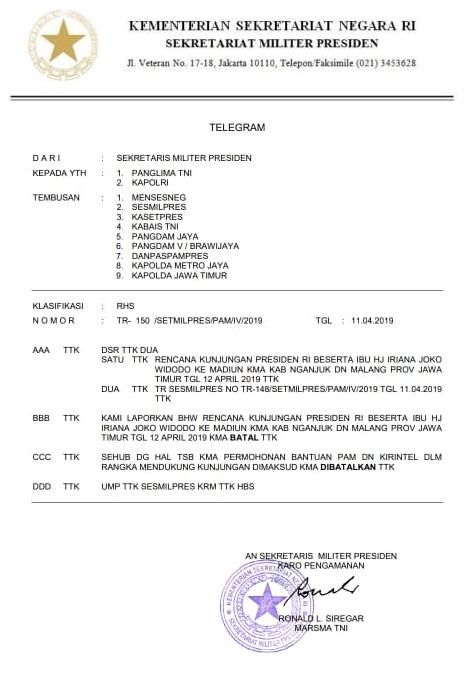 KEMENTERIAN SEKRETARIAT NEGARA RI
SEKRETARIAT MILITER PRESIDEN
Jl. Veteran No. 17-18, Jakarta 10110, Telepon/Faksimile (021) 3453628
TELEGRAM
D A R I : SEKRETARIS MILITER PRESIDEN
KEPADA YTH : 1. PANGLIMA TNI
2. KAPOLRI
TEMBUSAN : 1. MENSESNEG
2. SESMILPRES
3. KASETPRES
4. KABAIS TNI
5. PANGDAM JAYA
6. PANGDAM V / BRAWIJAYA
7. DANPASPAMPRES
8. KAPOLDA METRO JAYA
9. KAPOLDA JAWA TIMUR
KLASIFIKASI : RHS
N O M O R : TR- 150 /SETMILPRES/PAM/IV/2019 TGL : 11.04.2019
AAA TTK DSR TTK DUA
SATU TTK RENCANA KUNJUNGAN PRESIDEN RI BESERTA IBU HJ IRIANA JOKO
WIDODO KE MADIUN KMA KAB NGANJUK DN MALANG PROV JAWA
TIMUR TGL 12 APRIL 2019 TTK
DUA TTK TR SESMILPRES NO TR-148/SETMILPRES/PAM/IV/2019 TGL 11.04.2019
TTK
BBB TTK KAMI LAPORKAN BHW RENCANA KUNJUNGAN PRESIDEN RI BESERTA IBU HJ
IRIANA JOKO WIDODO KE MADIUN KMA KAB NGANJUK DN MALANG PROV JAWA
TIMUR TGL 12 APRIL 2019 KMA BATAL TTK
CCC TTK SEHUB DG HAL TSB KMA PERMOHONAN BANTUAN PAM DN KIRINTEL DLM
RANGKA MENDUKUNG KUNJUNGAN DIMAKSUD KMA DIBATALKAN TTK
DDD TTK UMP TTK SESMILPRES KRM TTK HBS
AN SEKRETARIS MILITER PRESIDEN
KARO PENGAMANAN
KEMENTERIAN SEKRETARIAT NEGARA RI
SEKRETARIAT MILITER PRESIDEN
RONALD L. SIREGAR
MARSMA TNI